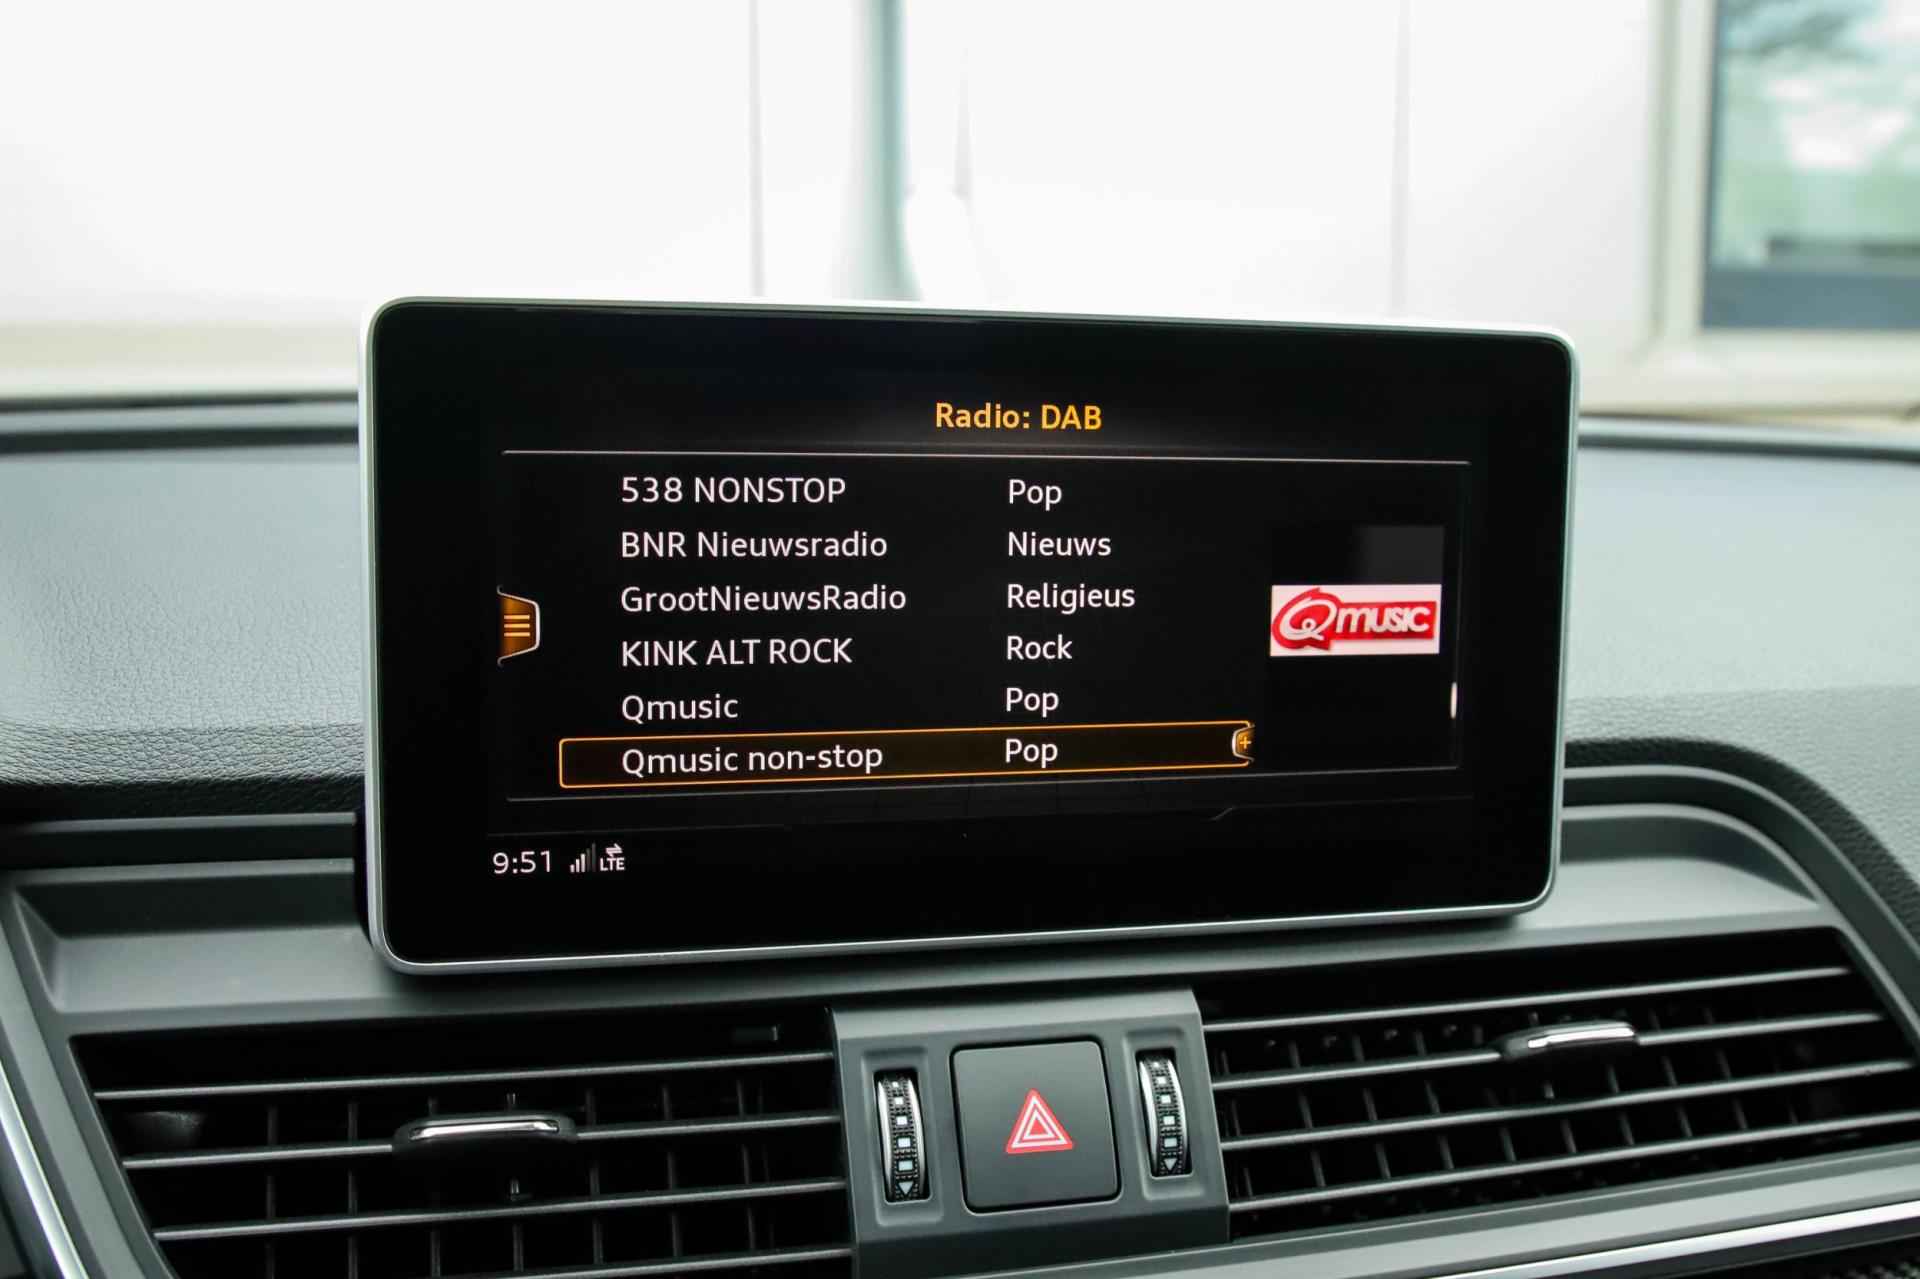 Radio: DAB
538 NONSTOP Pop
BNR Nieuwsradio Nieuws
GrootNieuwsRadio Religieus
KINK ALT ROCK Rock
Qmusic Pop
Qmusic non-stop Pop
Qmusic
9:51 LTE